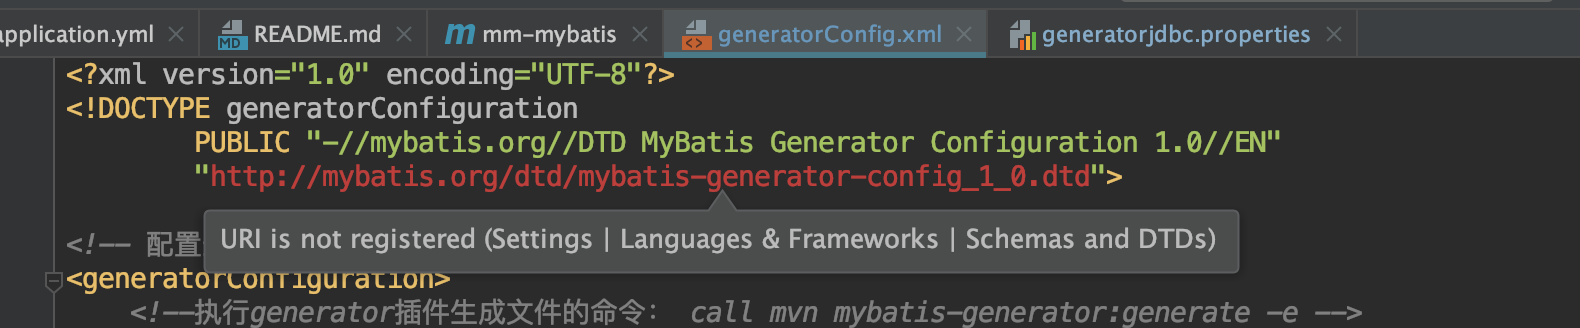 application.yml README.md mm-mybatis generatorConfig.xml generatorjdbc.properties
<?xml version="1.0" encoding="UTF-8"?>
<!DOCTYPE generatorConfiguration
PUBLIC "-//mybatis.org//DTD MyBatis Generator Configuration 1.0//EN"
"http://mybatis.org/dtd/mybatis-generator-config_1_0.dtd">
URI is not registered (Settings | Languages & Frameworks | Schemas and DTDs)
<!-- 配置
<generatorConfiguration>
<!--执行generator插件生成文件的命令： call mvn mybatis-generator:generate -e -->